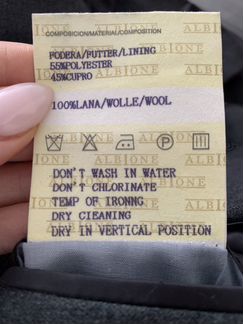 COMPOSICION/MATERIAL/COMPOSITION
FODERA/FUTTER/LINING
55%POLYESTER
45%CUPRO
100%LANA/WOLLE/WOOL
ALBIONE
DON'T WASH IN WATER
DON'T CHLORINATE
TEMP OF IRONNG
DRY CLEANING
DRY IN VERTICAL POSITION